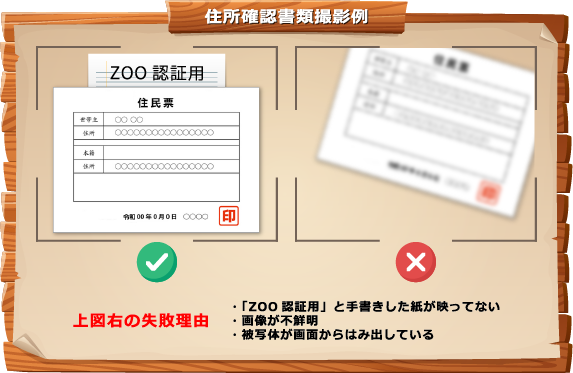 住所確認書類撮影例
ZOO 認証用
住民票
世帯主 ○○ ○○
住所 ○○○○○○○○○○○○○○○
本籍
住所 ○○○○○○○○○○○○○○○
令和00年0月0日 ○○○○ 印
住民票
上図右の失敗理由
・「ZOO 認証用」と手書きした紙が映ってない
・画像が不鮮明
・被写体が画面からはみ出している